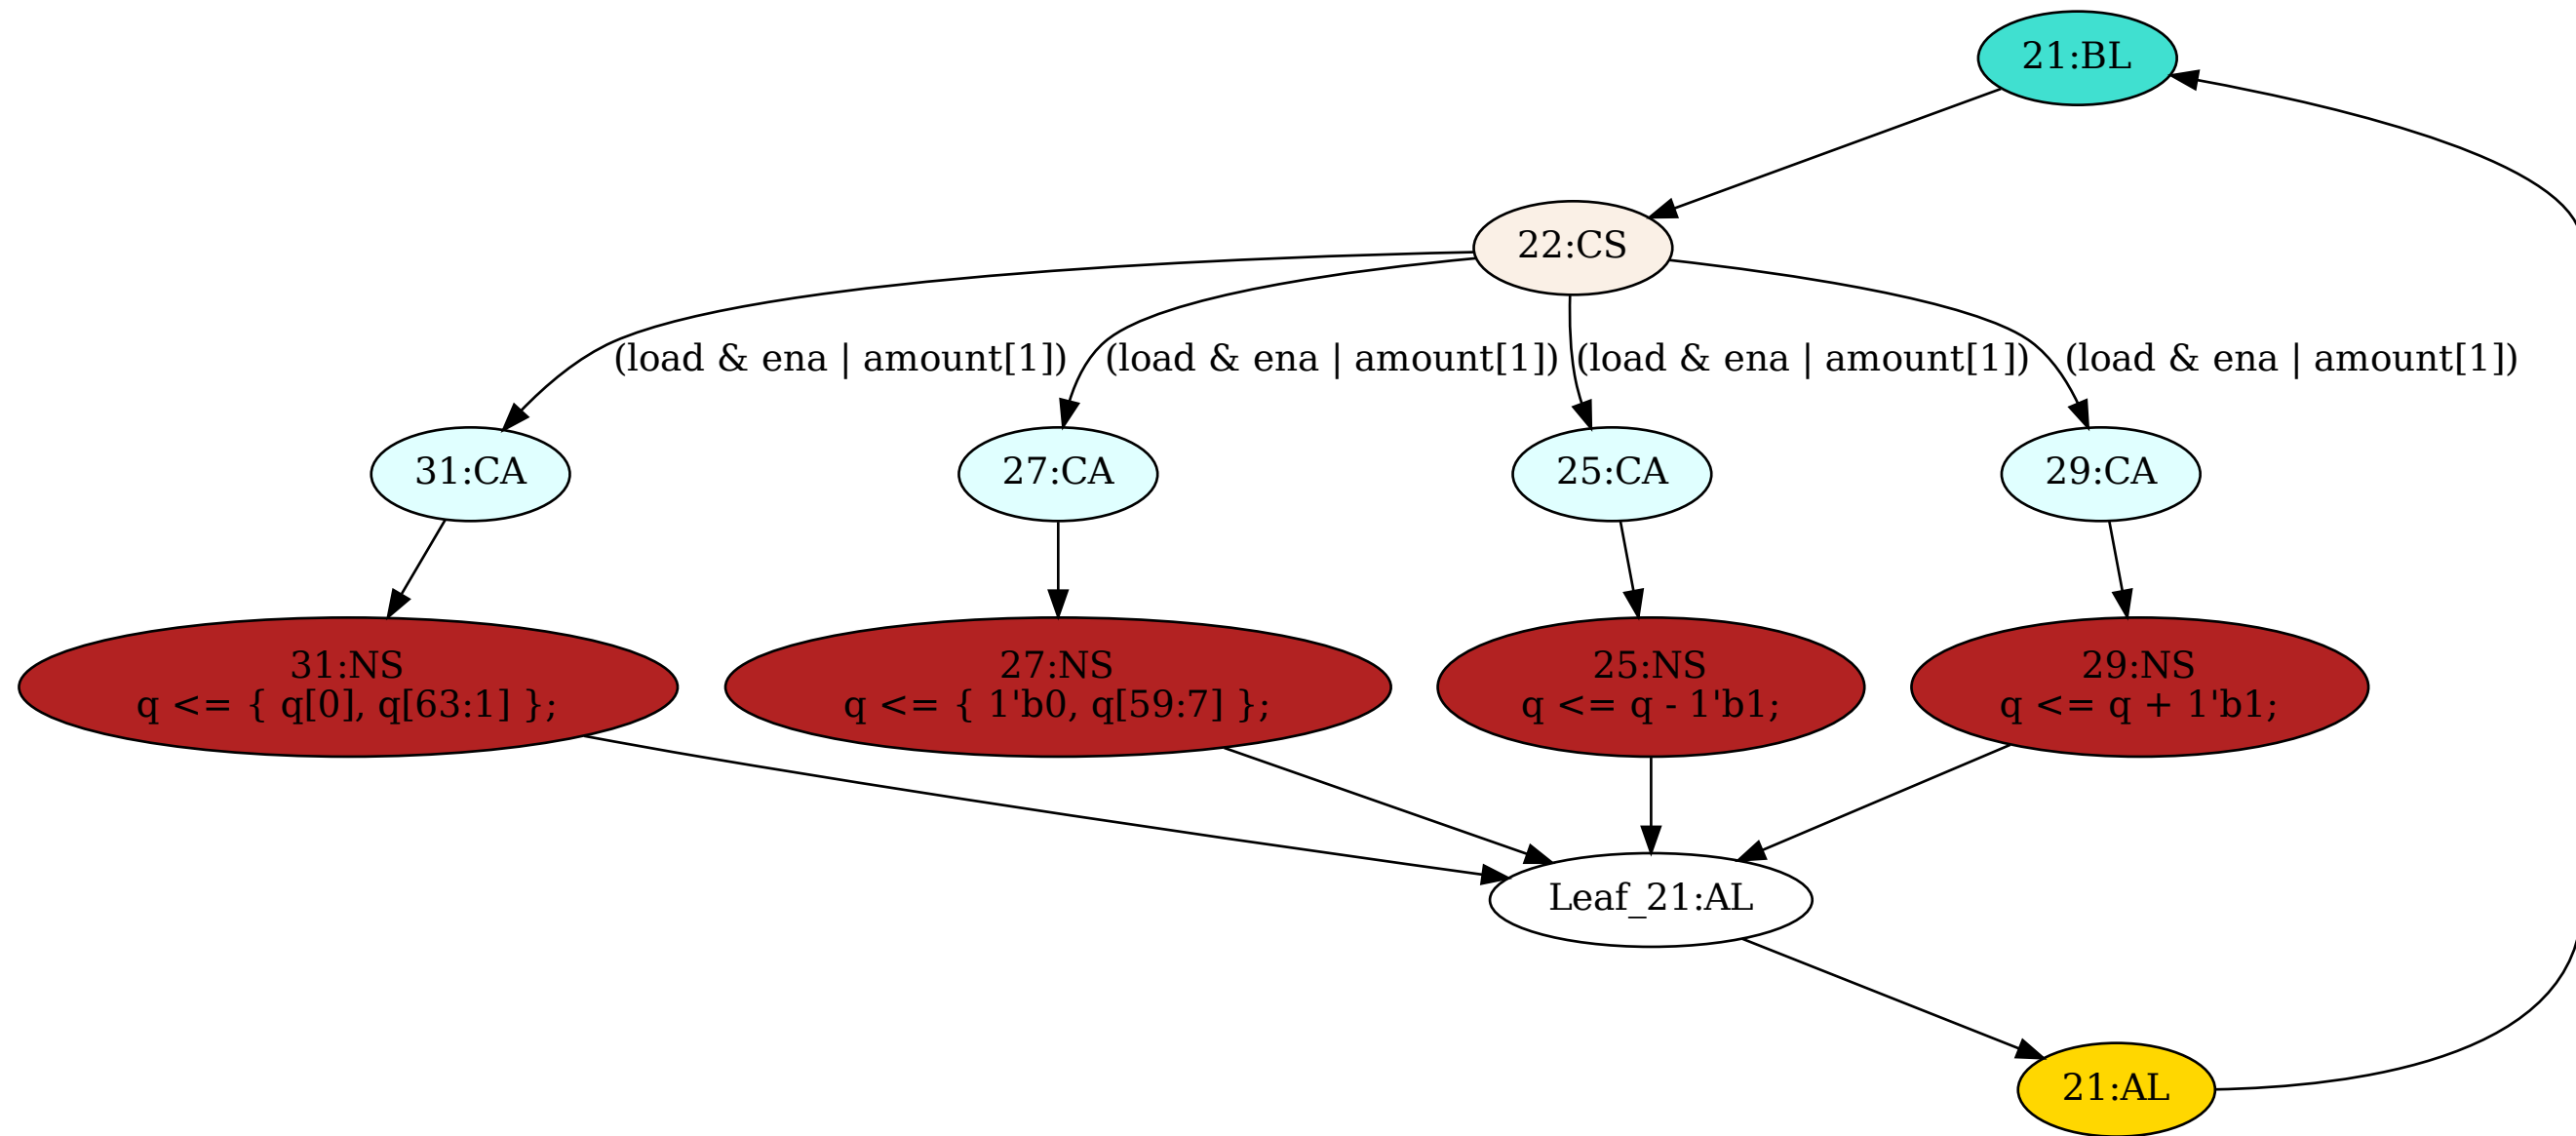 21:BL
22:CS
(load & ena | amount[1])
(load & ena | amount[1])
(load & ena | amount[1])
(load & ena | amount[1])
31:CA
27:CA
25:CA
29:CA
31:NS
q <= { q[0], q[63:1] };
27:NS
q <= { 1'b0, q[59:7] };
25:NS
q <= q - 1'b1;
29:NS
q <= q + 1'b1;
Leaf_21:AL
21:AL